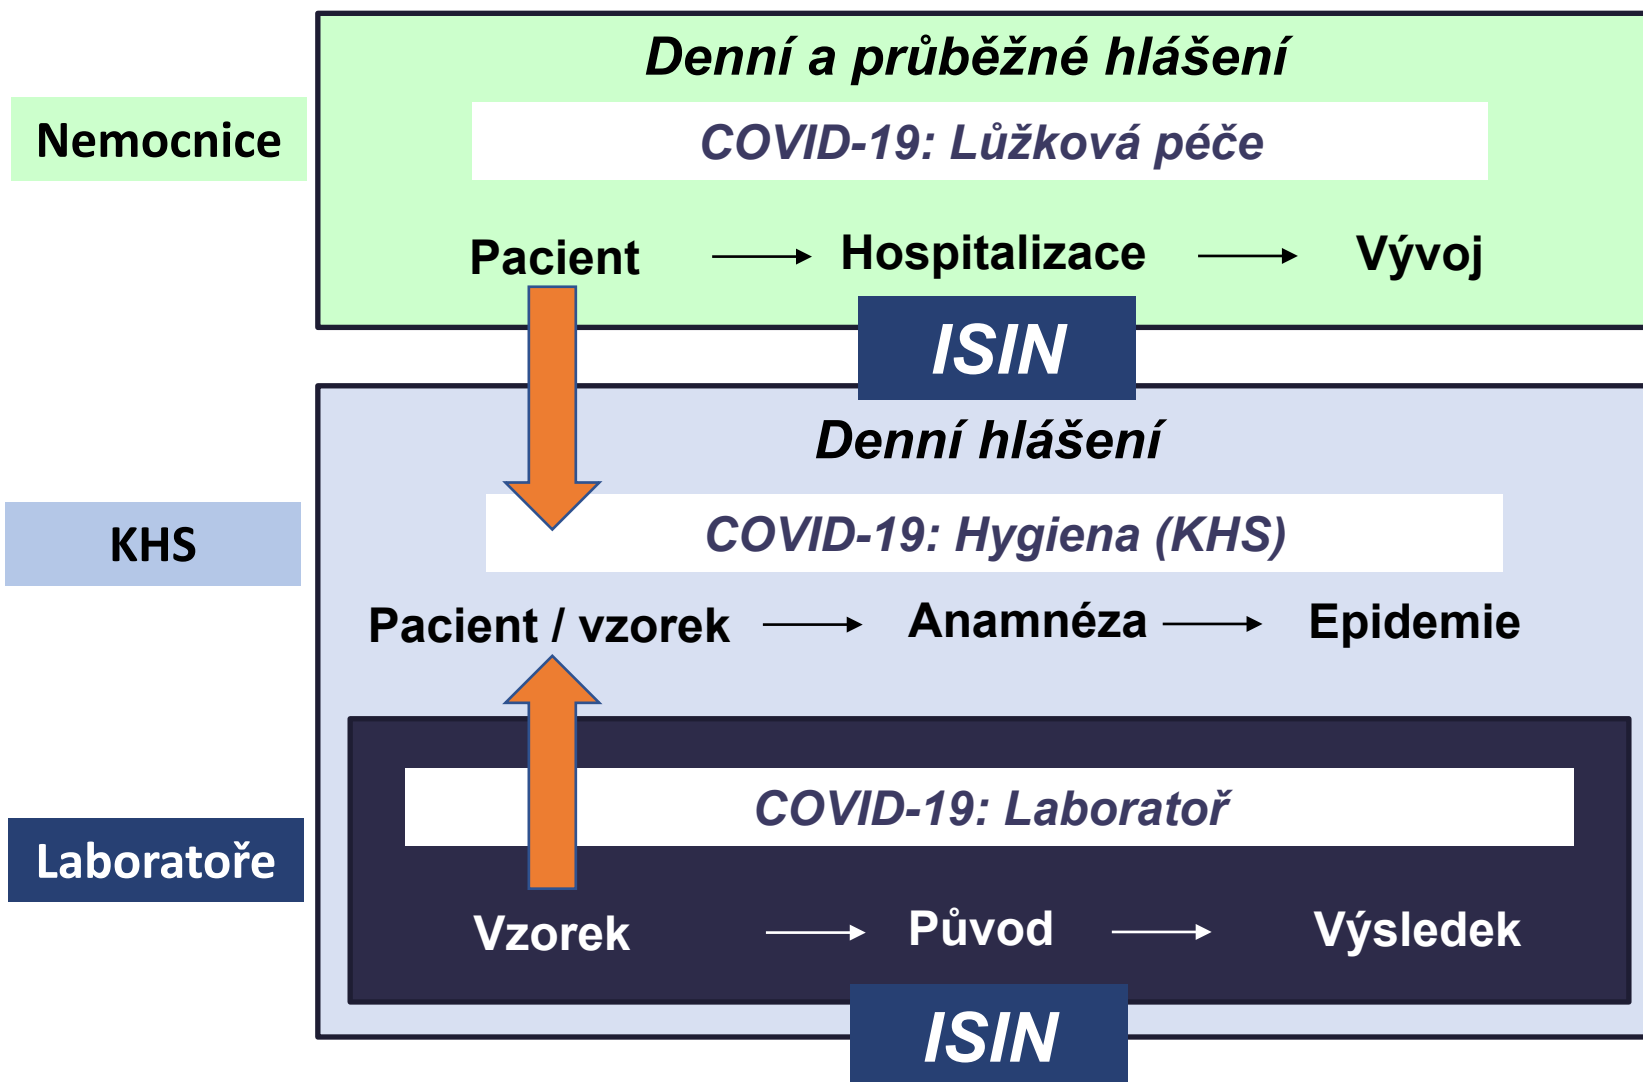 Denní a průběžné hlášení
Nemocnice
COVID-19: Lůžková péče
Pacient Hospitalizace Vývoj
ISIN
Denní hlášení
KHS
COVID-19: Hygiena (KHS)
Pacient / vzorek Anamnéza Epidemie
COVID-19: Laboratoř
Laboratoře
Vzorek Původ Výsledek
ISIN